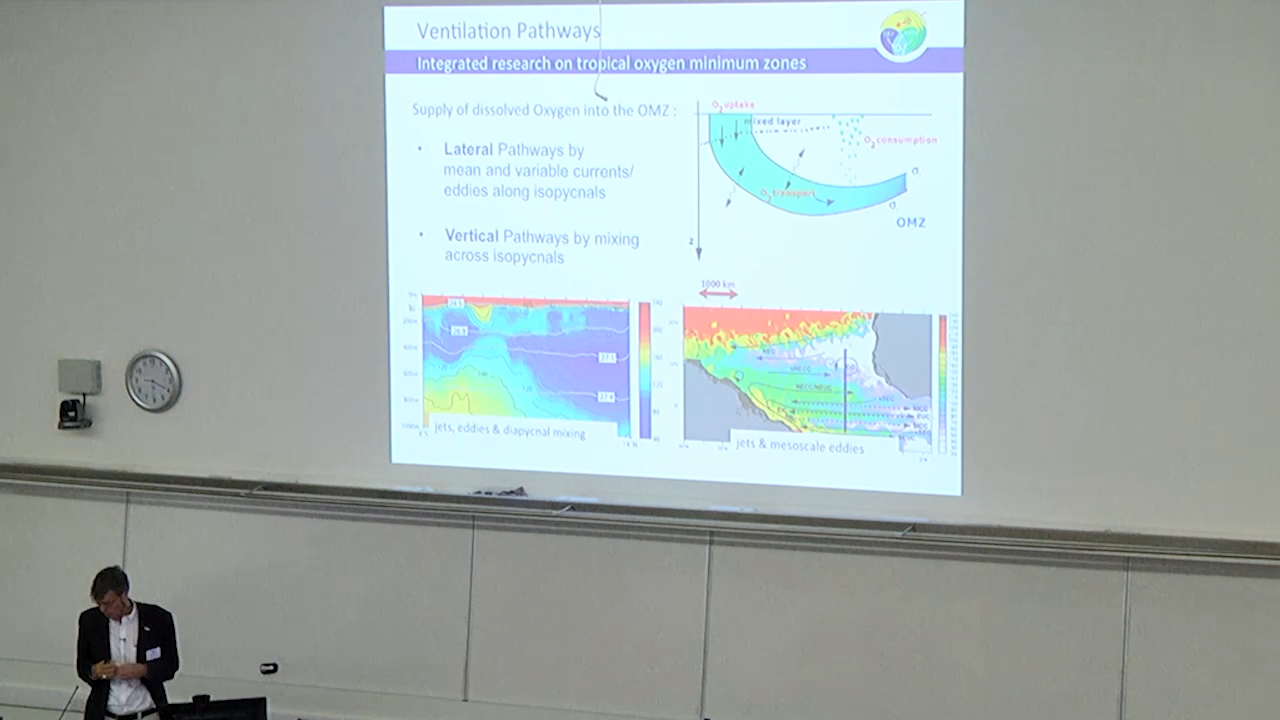 Ventilation Pathways
Integrated research on tropical oxygen minimum zones
Supply of dissolved Oxygen into the OMZ :
• Lateral Pathways by
mean and variable currents/
eddies along isopycnals
• Vertical Pathways by mixing
across isopycnals
O2 uptake
mixed layer
O2 consumption
O2 transport
OMZ
z
1000 km
jets, eddies & diapycnal mixing
jets & mesoscale eddies